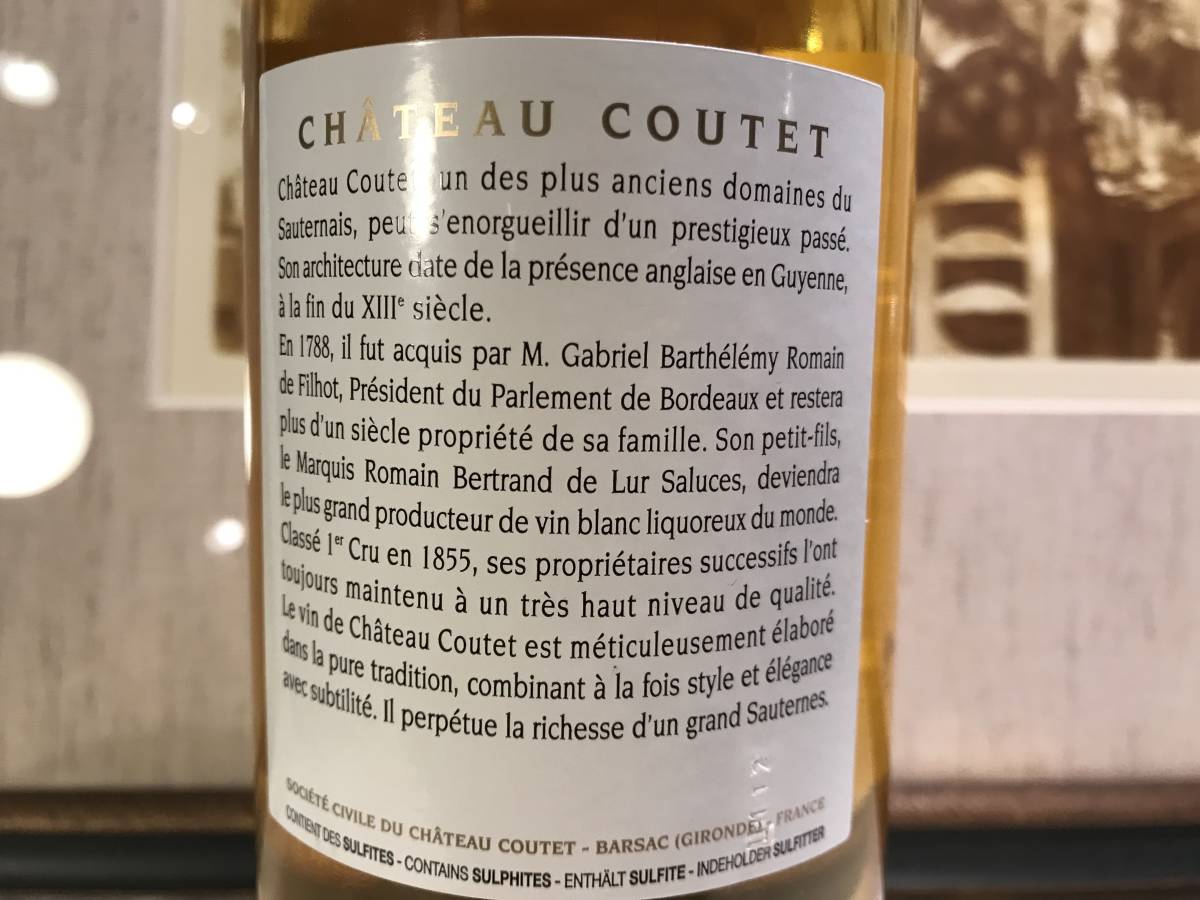 CHÂTEAU COUTET
Château Coutet, un des plus anciens domaines du
Sauternais, peut s'enorgueillir d'un prestigieux passé.
Son architecture date de la présence anglaise en Guyenne,
à la fin du XIIIe siècle.
En 1788, il fut acquis par M. Gabriel Barthélémy Romain
de Filhot, Président du Parlement de Bordeaux et restera
plus d'un siècle propriété de sa famille. Son petit-fils,
le Marquis Romain Bertrand de Lur Saluces, deviendra
le plus grand producteur de vin blanc liquoreux du monde.
Classé 1er Cru en 1855, ses propriétaires successifs l'ont
toujours maintenu à un très haut niveau de qualité.
Le vin de Château Coutet est méticuleusement élaboré
dans la pure tradition, combinant à la fois style et élégance
avec subtilité. Il perpétue la richesse d'un grand Sauternes.
SOCIÉTÉ CIVILE DU CHÂTEAU COUTET - BARSAC (GIRONDE) - FRANCE
CONTIENT DES SULFITES - CONTAINS SULPHITES - ENTHÄLT SULFITE - INDEHOLDER SULFITTER